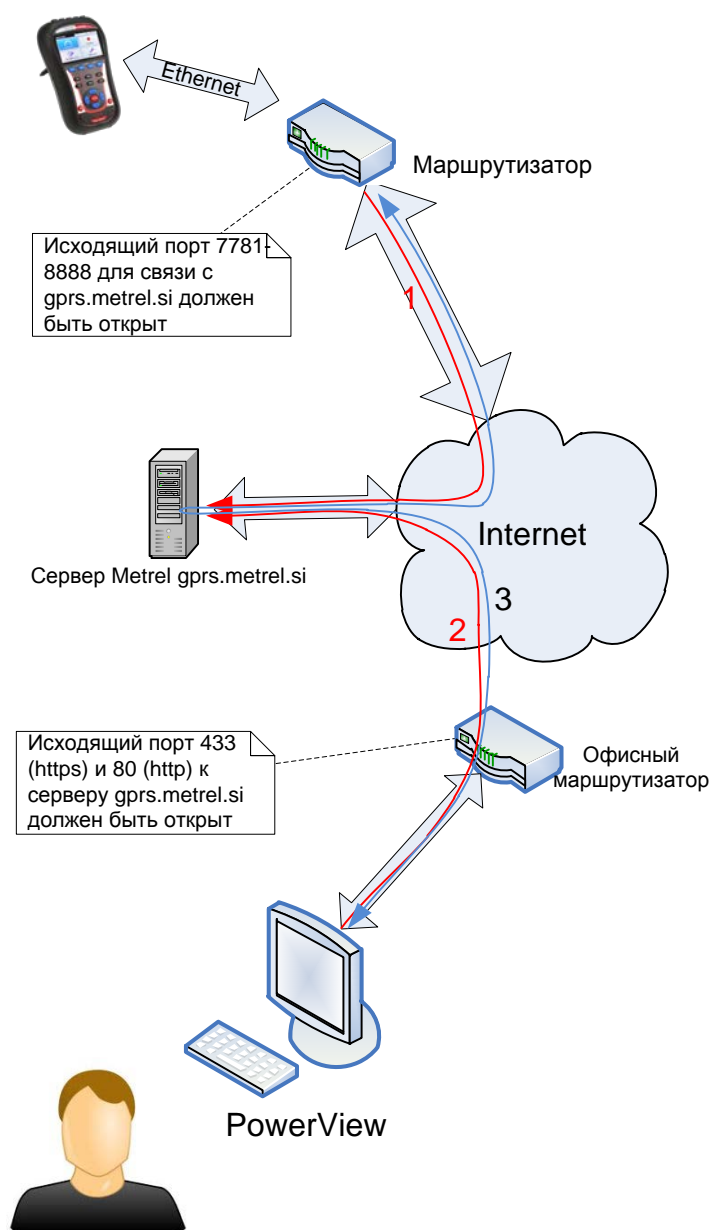 Ethernet
Маршрутизатор
Исходящий порт 7781-
8888 для связи с
gprs.metrel.si должен
быть открыт
1
Internet
Сервер Metrel gprs.metrel.si
3
2
Исходящий порт 433
(https) и 80 (http) к
серверу gprs.metrel.si
должен быть открыт
Офисный
маршрутизатор
PowerView